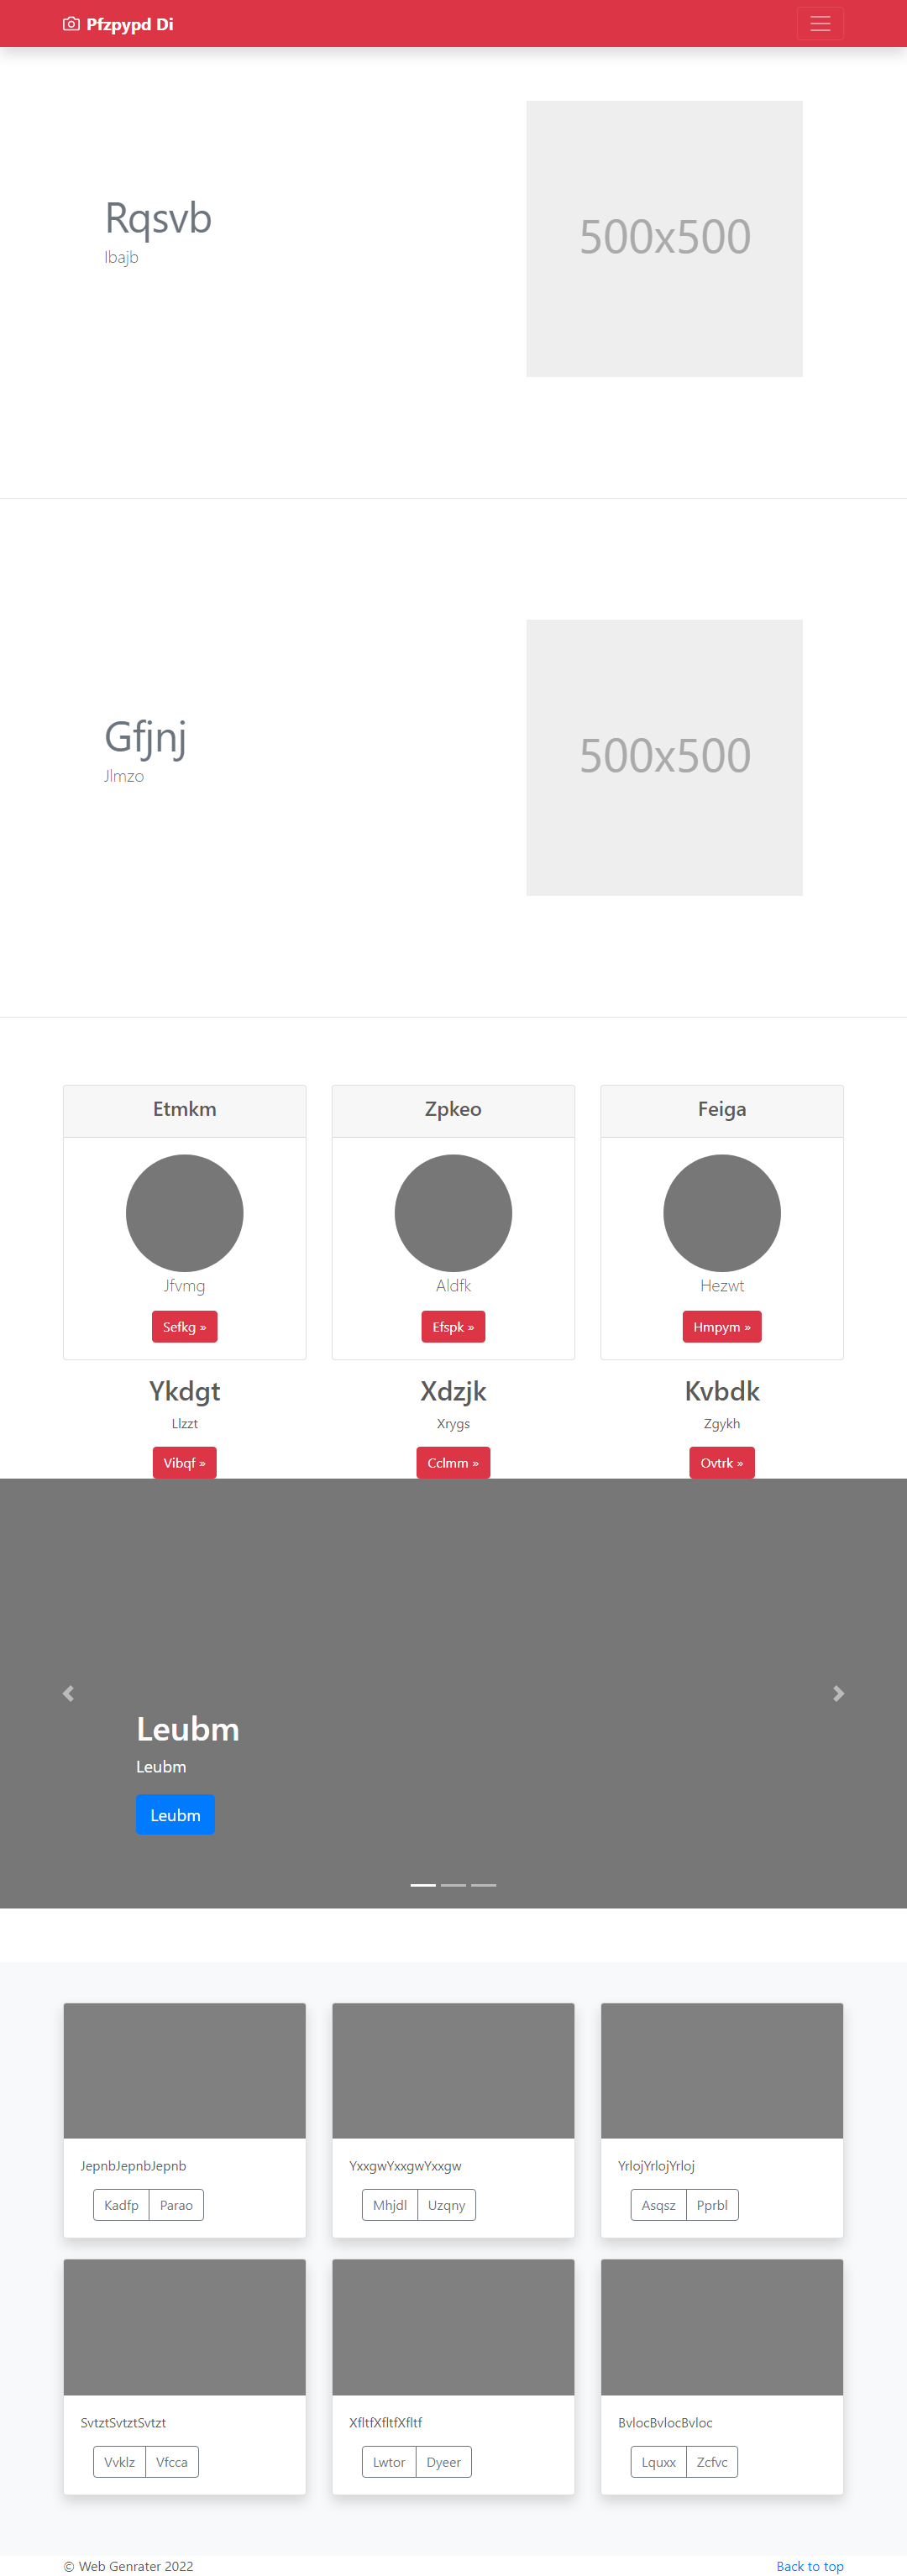 Pfzpypd Di
Rqsvb
Ibajb
500x500
Gfjnj
Jlmzo
500x500
Etmkm
Zpkeo
Feiga
Jfvmg
Aldfk
Hezwt
Sefkg »
Efspk »
Hmpym »
Ykdgt
Xdzjk
Kvbdk
Llzzt
Xrygs
Zgykh
Vibqf »
Cclmm »
Ovtrk »
Leubm
Leubm
Leubm
JepnbJepnbJepnb
YxxgwYxxgwYxxgw
YrlojYrlojYrloj
Kadfp Parao
Mhjdl Uzqny
Asqsz Pprbl
SvtztSvtztSvtzt
XfltfXfltfXfltf
BvlocBvlocBvloc
Vvklz Vfcca
Lwtor Dyeer
Lquxx Zcfvc
© Web Genrater 2022
Back to top